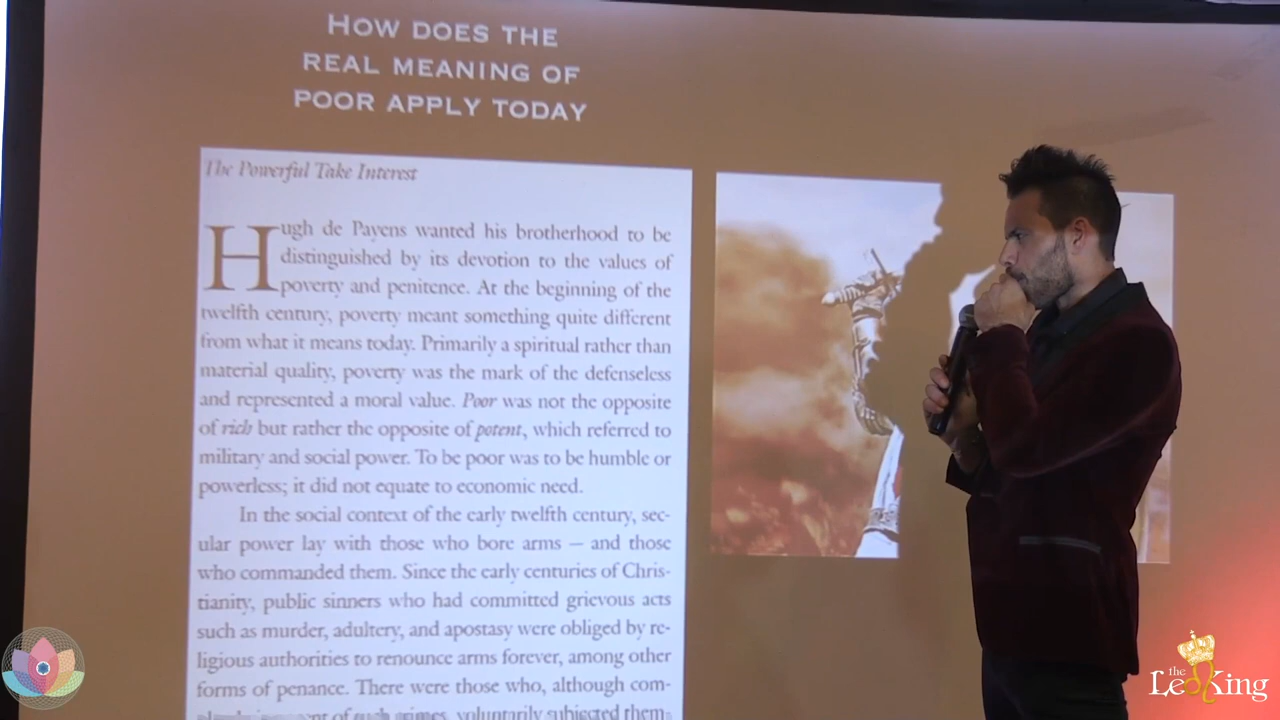 HOW DOES THE
REAL MEANING OF
POOR APPLY TODAY
The Powerful Take Interest
Hugh de Payens wanted his brotherhood to be
distinguished by its devotion to the values of
poverty and penitence. At the beginning of the
twelfth century, poverty meant something quite different
from what it means today. Primarily a spiritual rather than
material quality, poverty was the mark of the defenseless
and represented a moral value. Poor was not the opposite
of rich but rather the opposite of potent, which referred to
military and social power. To be poor was to be humble or
powerless; it did not equate to economic need.
In the social context of the early twelfth century, sec-
ular power lay with those who bore arms — and those
who commanded them. Since the early centuries of Chris-
tianity, public sinners who had committed grievous acts
such as murder, adultery, and apostasy were obliged by re-
ligious authorities to renounce arms forever, among other
forms of penance. There were those who, although com-
of such crimes, voluntarily subjected them-
the
Leo King